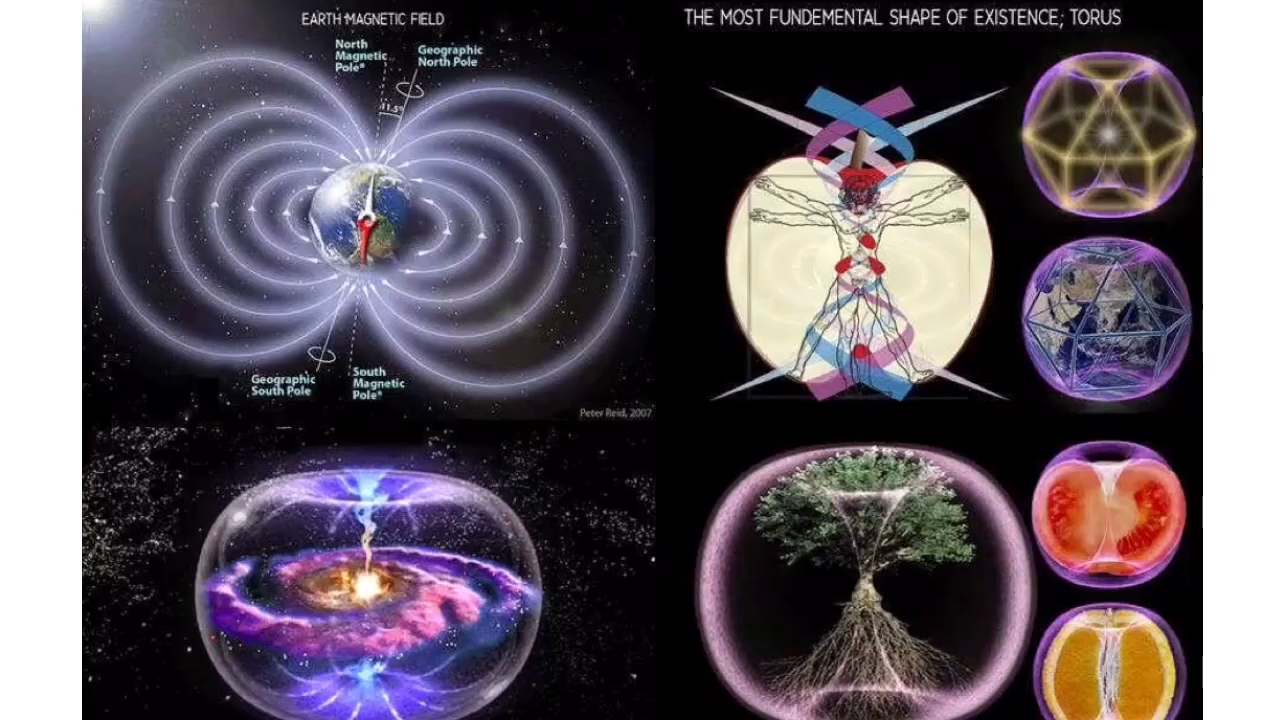 EARTH MAGNETIC FIELD
North
Magnetic
Pole*
Geographic
North Pole
11.5°
Geographic
South Pole
South
Magnetic
Pole*
Peter Reid, 2007
THE MOST FUNDEMENTAL SHAPE OF EXISTENCE; TORUS